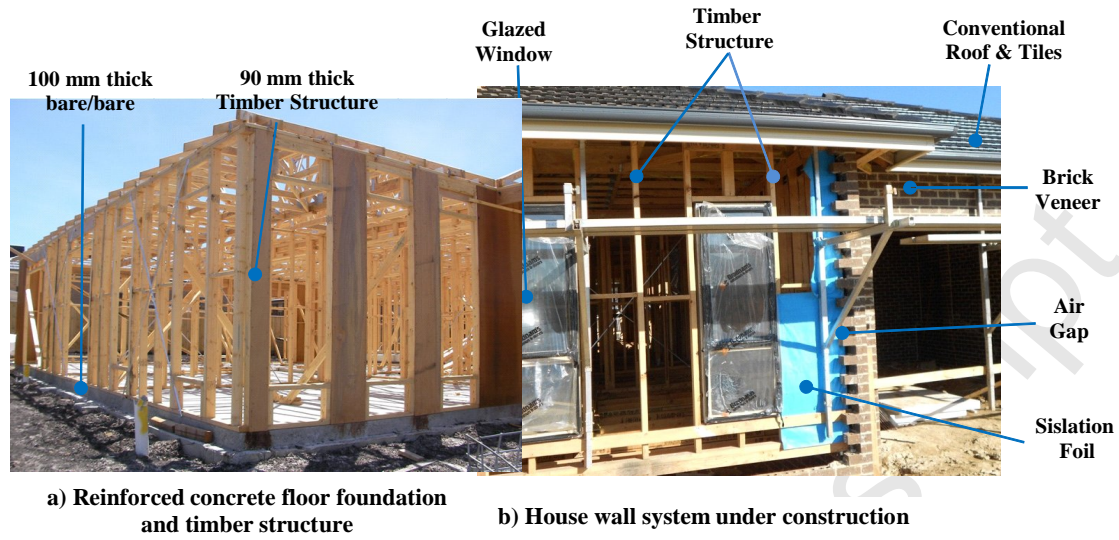 Glazed
Window
Timber
Structure
Conventional
Roof & Tiles
100 mm thick
bare/bare
90 mm thick
Timber Structure
Brick
Veneer
Air
Gap
Sislation
Foil
a) Reinforced concrete floor foundation
and timber structure
b) House wall system under construction